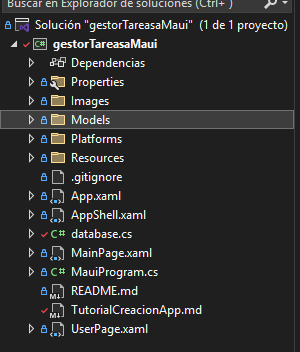 Buscar en Explorador de soluciones (Ctrl+ )
Solución "gestorTareasaMaui" (1 de 1 proyecto)
gestorTareasaMaui
Dependencias
Properties
Images
Models
Platforms
Resources
.gitignore
App.xaml
AppShell.xaml
C# database.cs
MainPage.xaml
C# MauiProgram.cs
README.md
TutorialCreacionApp.md
UserPage.xaml